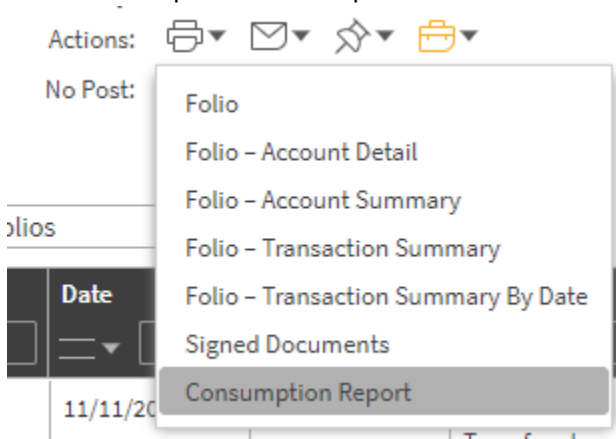 Actions:
No Post:
Folio
Folio – Account Detail
Folio – Account Summary
Folio – Transaction Summary
Folio – Transaction Summary By Date
Signed Documents
Consumption Report
olios
Date
11/11/20